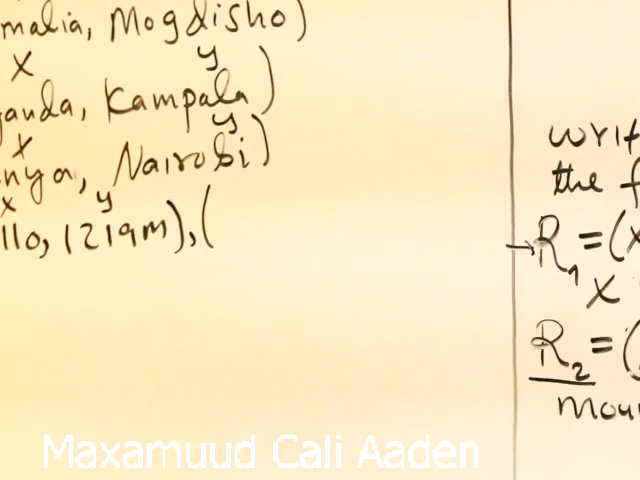 malia, Mogdisho)
x y
ganda, Kampala)
x y
nya, Nairobi)
x y
llo, 1219m), (
writ
the f
→ R1 = (x
x
R2 = (
mou
Maxamuud Cali Aaden